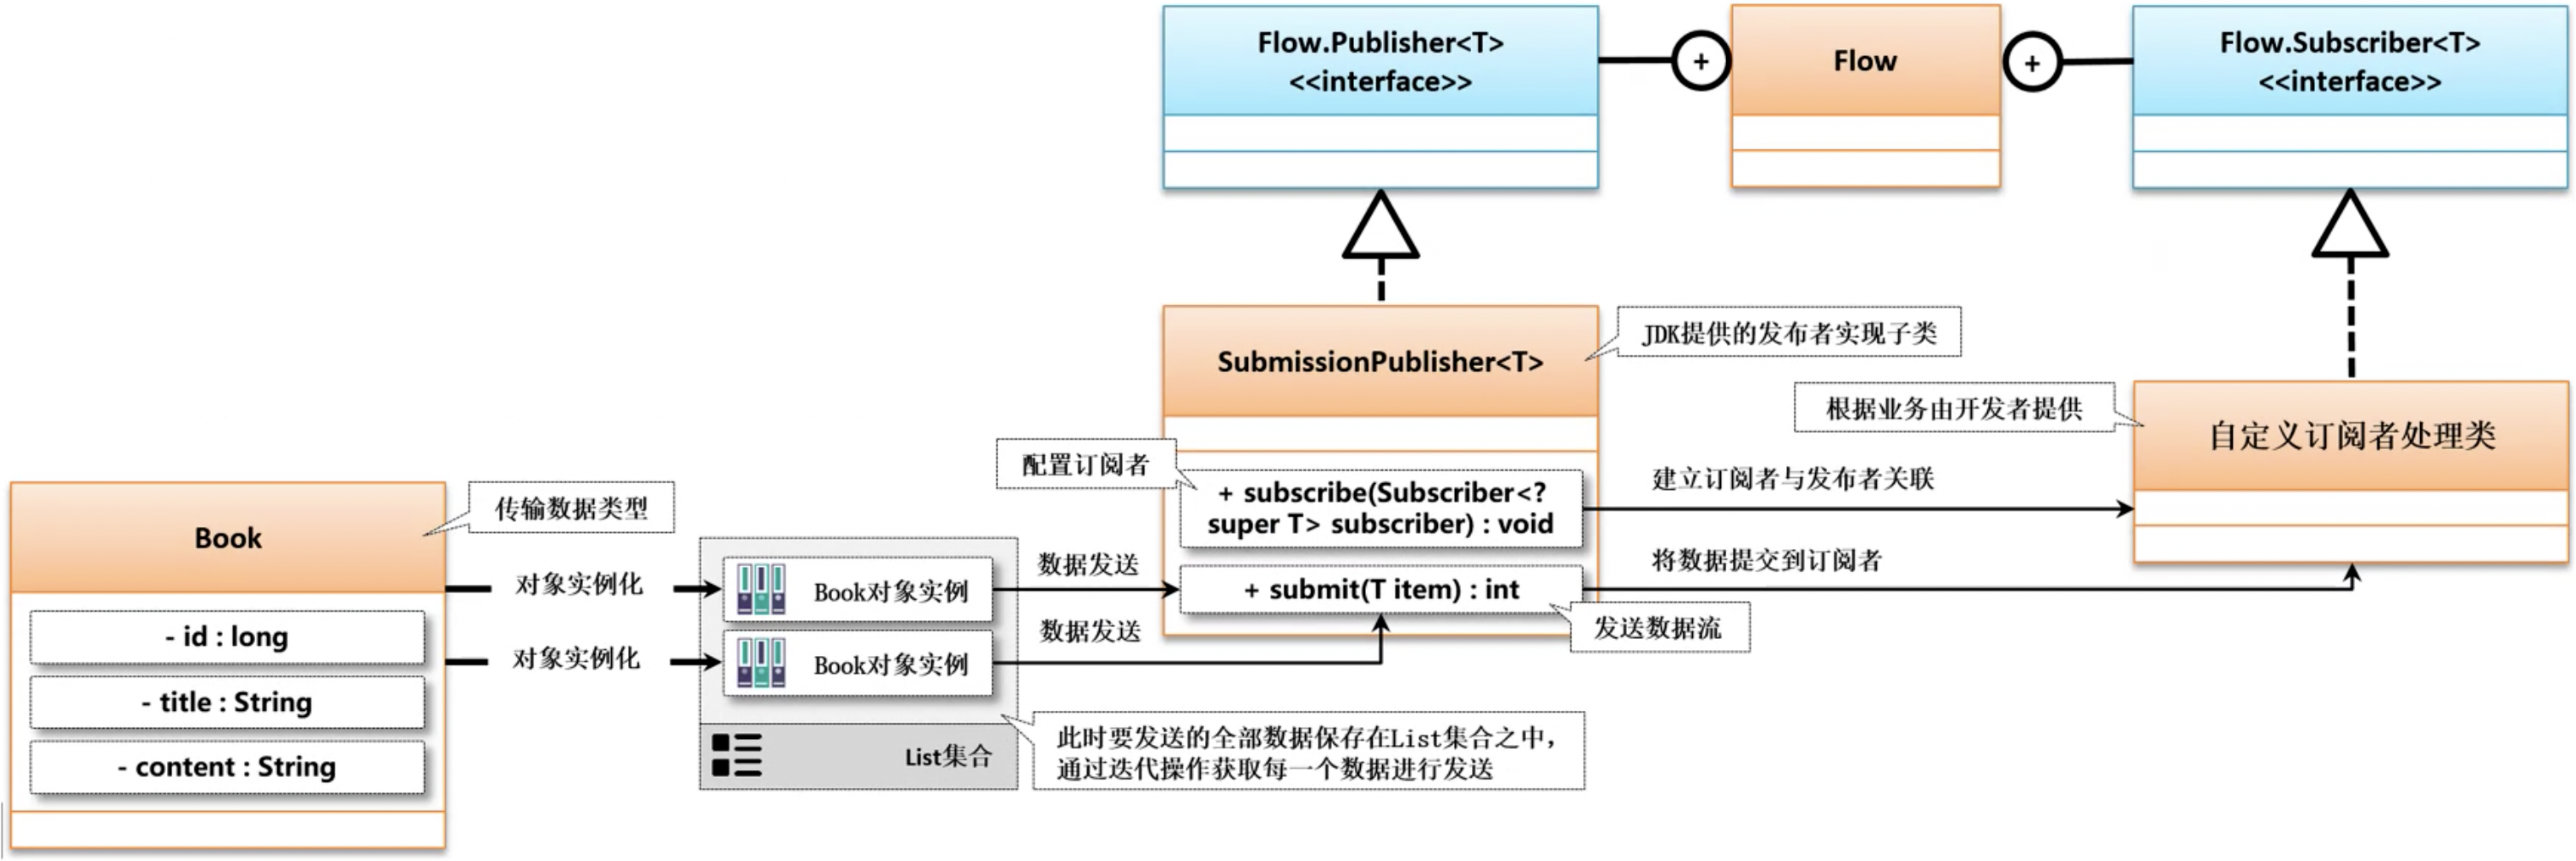 Flow.Publisher<T>
<<interface>>
+
Flow
+
Flow.Subscriber<T>
<<interface>>
SubmissionPublisher<T>
JDK提供的发布者实现子类
根据业务由开发者提供
自定义订阅者处理类
配置订阅者
+ subscribe(Subscriber<?
super T> subscriber) : void
建立订阅者与发布者关联
Book
传输数据类型
- id : long
- title : String
- content : String
对象实例化
对象实例化
Book对象实例
Book对象实例
数据发送
数据发送
+ submit(T item) : int
将数据提交到订阅者
发送数据流
List集合
此时要发送的全部数据保存在List集合之中，
通过迭代操作获取每一个数据进行发送